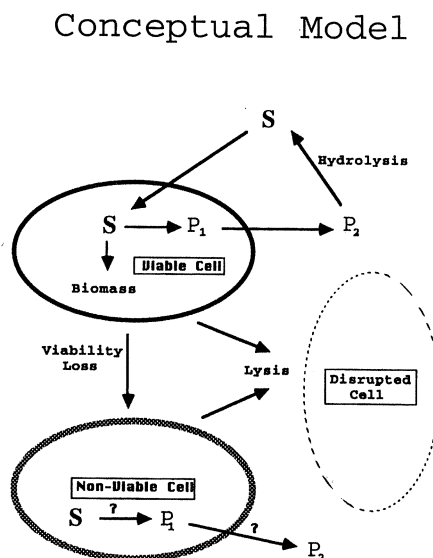 Conceptual Model
S
Hydrolysis
S P₁ P₂
Viable Cell
Biomass
Viability
Loss
Lysis
Disrupted
Cell
Non-Viable Cell
?
S P₁ ?
P₂